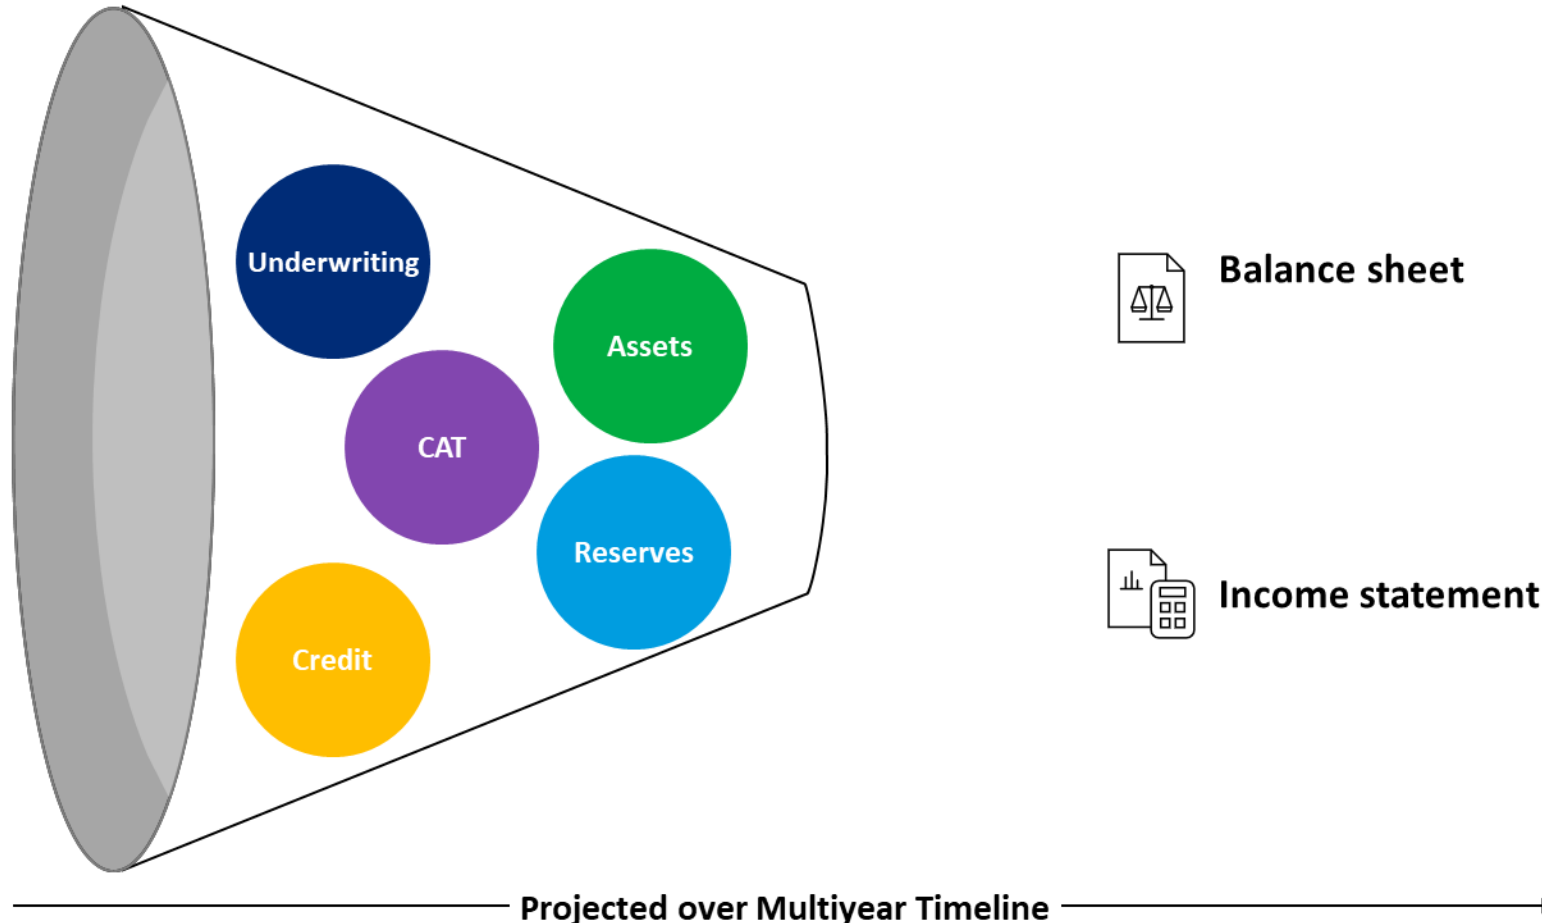 Underwriting
Assets
CAT
Reserves
Credit
Balance sheet
Income statement
Projected over Multiyear Timeline